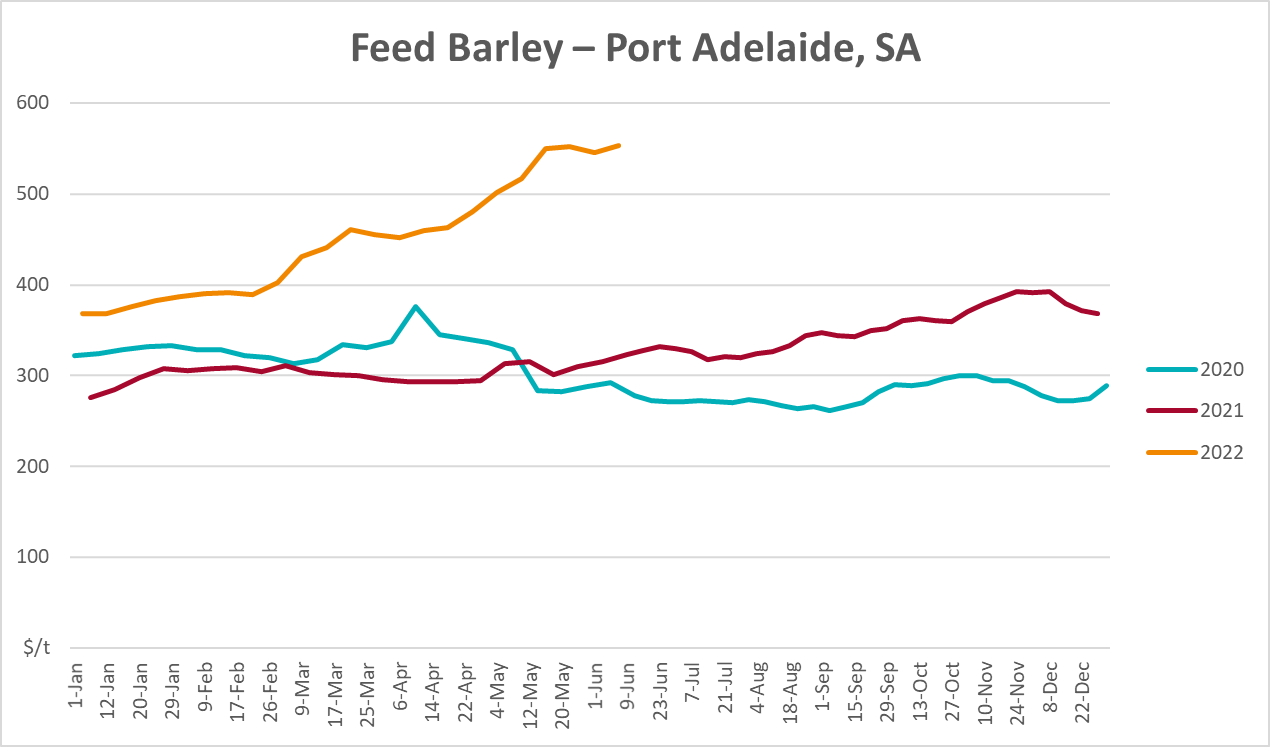 Feed Barley – Port Adelaide, SA
600
500
400
300
200
100
$/t
1-Jan
12-Jan
20-Jan
29-Jan
9-Feb
17-Feb
26-Feb
9-Mar
17-Mar
25-Mar
6-Apr
14-Apr
22-Apr
4-May
12-May
20-May
1-Jun
9-Jun
23-Jun
7-Jul
21-Jul
4-Aug
18-Aug
1-Sep
15-Sep
29-Sep
13-Oct
27-Oct
10-Nov
24-Nov
8-Dec
22-Dec
2020
2021
2022